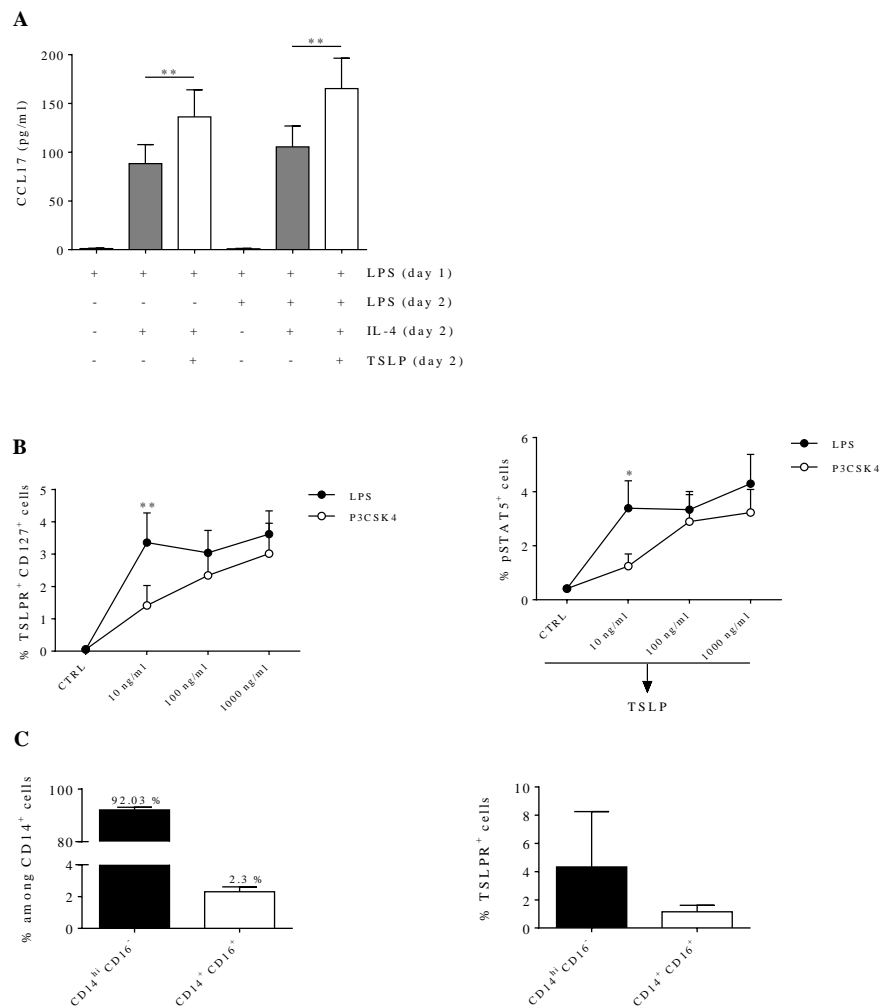 A
**
**
200
150
100
50
0
CCL17 (pg/ml)
+ + + + + + LPS (day 1)
- - - + + + LPS (day 2)
- + + - + + IL-4 (day 2)
- - + - - + TSLP (day 2)
B
LPS
P3CSK4
5
4
3
2
1
0
% TSLPR⁺ CD127⁺ cells
**
CTRL
10 ng/ml
100 ng/ml
1000 ng/ml
LPS
P3CSK4
6
4
2
0
% pSTAT5⁺ cells
*
CTRL
10 ng/ml
100 ng/ml
1000 ng/ml
TSLP
C
100
80
4
2
0
% among CD14⁺ cells
92.03 %
2.3 %
CD14ʰⁱ CD16⁻
CD14⁺ CD16⁺
10
8
6
4
2
0
% TSLPR⁺ cells
CD14ʰⁱ CD16⁻
CD14⁺ CD16⁺